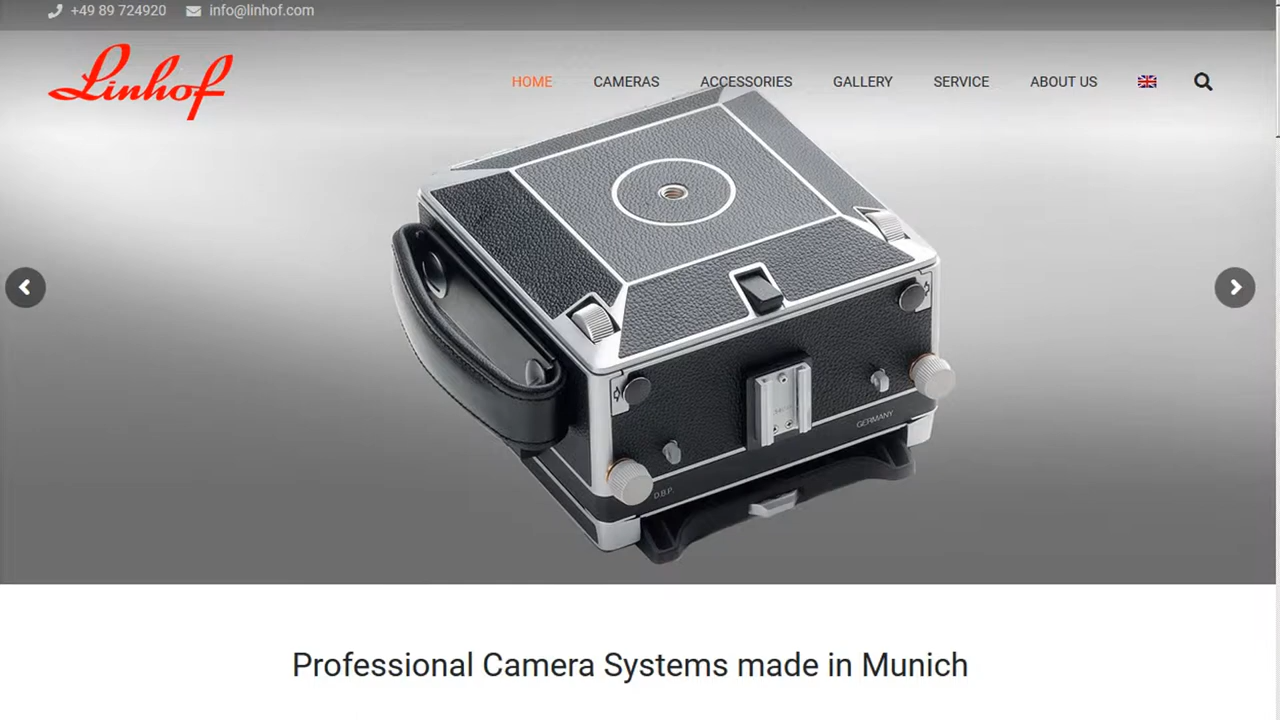 +49 89 724920 info@linhof.com
Linhof
HOME CAMERAS ACCESSORIES GALLERY SERVICE ABOUT US
GERMANY
D.B.P.
Professional Camera Systems made in Munich